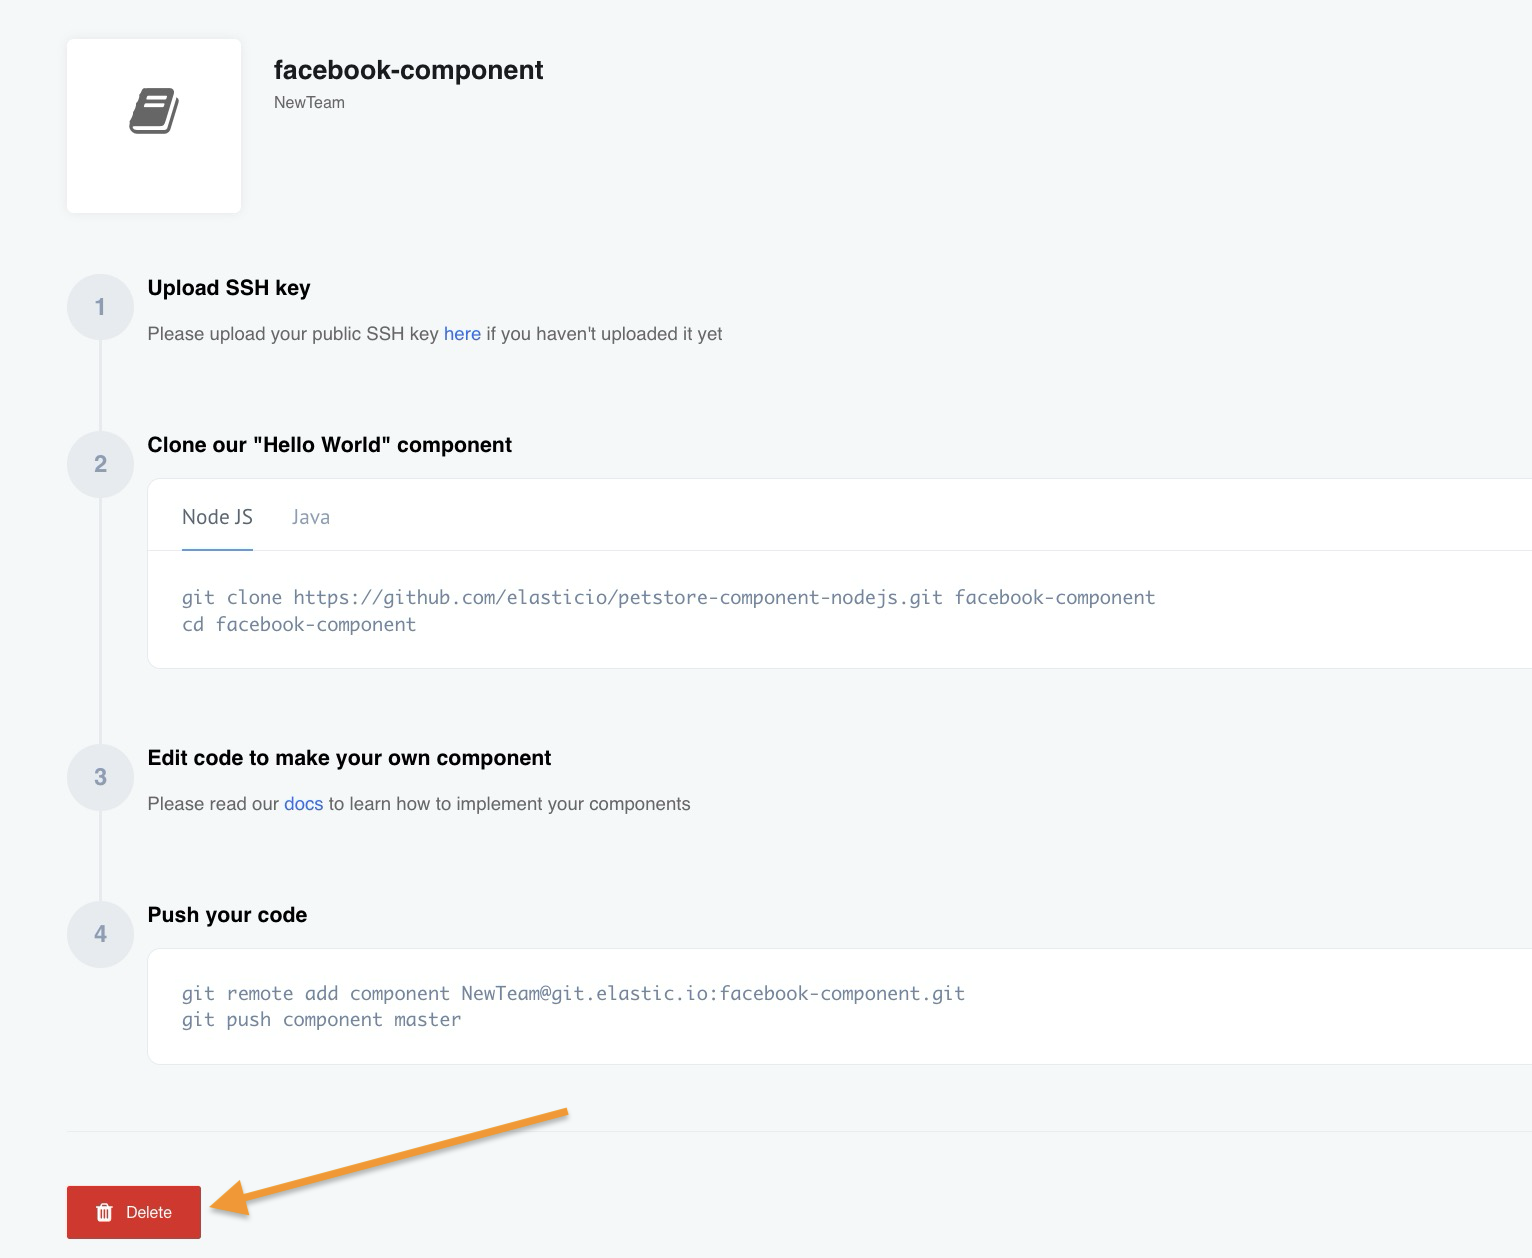 facebook-component
NewTeam
1
Upload SSH key
Please upload your public SSH key here if you haven't uploaded it yet
2
Clone our "Hello World" component
Node JS Java
git clone https://github.com/elasticio/petstore-component-nodejs.git facebook-component
cd facebook-component
3
Edit code to make your own component
Please read our docs to learn how to implement your components
4
Push your code
git remote add component NewTeam@git.elastic.io:facebook-component.git
git push component master
Delete